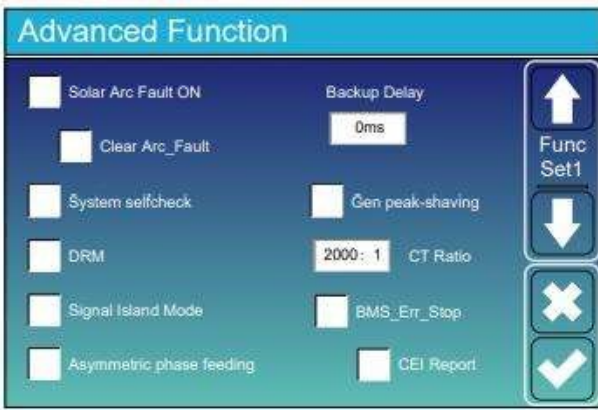 Advanced Function
Solar Arc Fault ON
Backup Delay
0ms
Clear Arc_Fault
Func
Set1
System selfcheck
Gen peak-shaving
DRM
2000: 1
CT Ratio
Signal Island Mode
BMS_Err_Stop
Asymmetric phase feeding
CEI Report